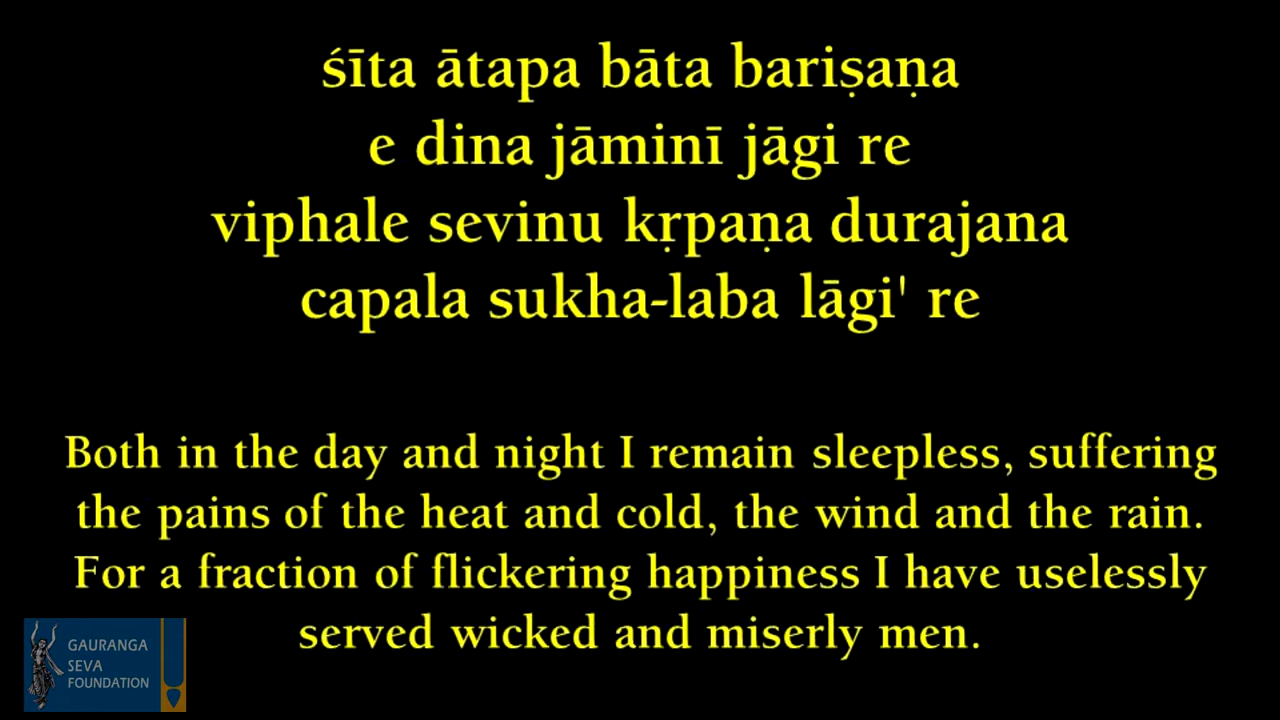 śīta ātapa bāta bariṣaṇa
e dina jāminī jāgi re
viphale sevinu kṛpaṇa durajana
capala sukha-laba lāgi' re
Both in the day and night I remain sleepless, suffering
the pains of the heat and cold, the wind and the rain.
For a fraction of flickering happiness I have uselessly
served wicked and miserly men.
GAURANGA
SEVA
FOUNDATION